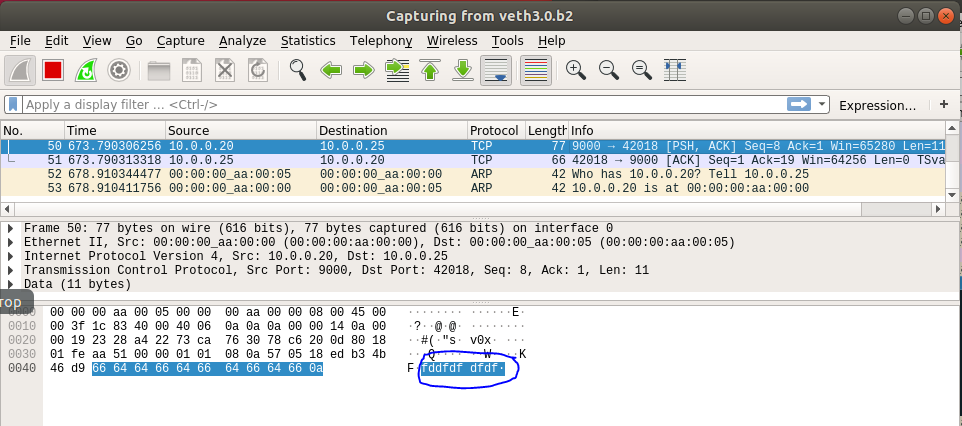 Capturing from veth3.0.b2
File Edit View Go Capture Analyze Statistics Telephony Wireless Tools Help
Apply a display filter ... <Ctrl-/> Expression... +
No. Time Source Destination Protocol Length Info
50 673.790306256 10.0.0.20 10.0.0.25 TCP 77 9000 → 42018 [PSH, ACK] Seq=8 Ack=1 Win=65280 Len=11
51 673.790313318 10.0.0.25 10.0.0.20 TCP 66 42018 → 9000 [ACK] Seq=1 Ack=19 Win=64256 Len=0 TSva
52 678.910344477 00:00:00_aa:00:05 00:00:00_aa:00:00 ARP 42 Who has 10.0.0.20? Tell 10.0.0.25
53 678.910411756 00:00:00_aa:00:00 00:00:00_aa:00:05 ARP 42 10.0.0.20 is at 00:00:00:aa:00:00
Frame 50: 77 bytes on wire (616 bits), 77 bytes captured (616 bits) on interface 0
Ethernet II, Src: 00:00:00_aa:00:00 (00:00:00:aa:00:00), Dst: 00:00:00_aa:00:05 (00:00:00:aa:00:05)
Internet Protocol Version 4, Src: 10.0.0.20, Dst: 10.0.0.25
Transmission Control Protocol, Src Port: 9000, Dst Port: 42018, Seq: 8, Ack: 1, Len: 11
Data (11 bytes)
rop
0000 00 00 00 aa 00 05 00 00 00 aa 00 00 08 00 45 00 ········ ······E·
0010 00 3f 1c 83 40 00 40 06 0a 0a 0a 00 00 14 0a 00 ·?··@·@· ········
0020 00 19 23 28 a4 22 73 ca 76 30 78 c6 20 0d 80 18 ··#(·"s· v0x· ···
0030 01 fe aa 51 00 00 01 01 08 0a 57 05 18 ed b3 4b ···Q···· ··W····K
0040 46 d9 66 64 64 66 64 66 64 66 64 66 0a F·fddfdf dfdf·